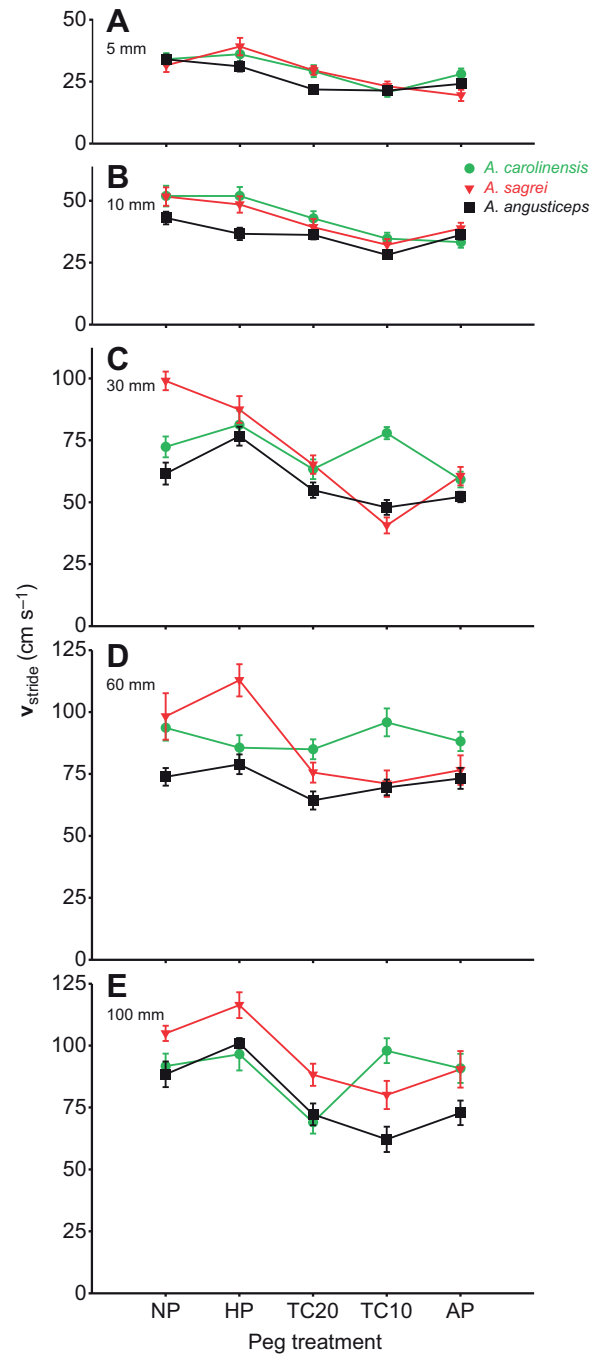 A
5 mm
50
25
0
B
10 mm
50
25
0
A. carolinensis
A. sagrei
A. angusticeps
C
30 mm
100
75
50
25
0
D
60 mm
125
100
75
50
25
0
E
100 mm
125
100
75
50
25
0
v_stride (cm s⁻¹)
NP HP TC20 TC10 AP
Peg treatment